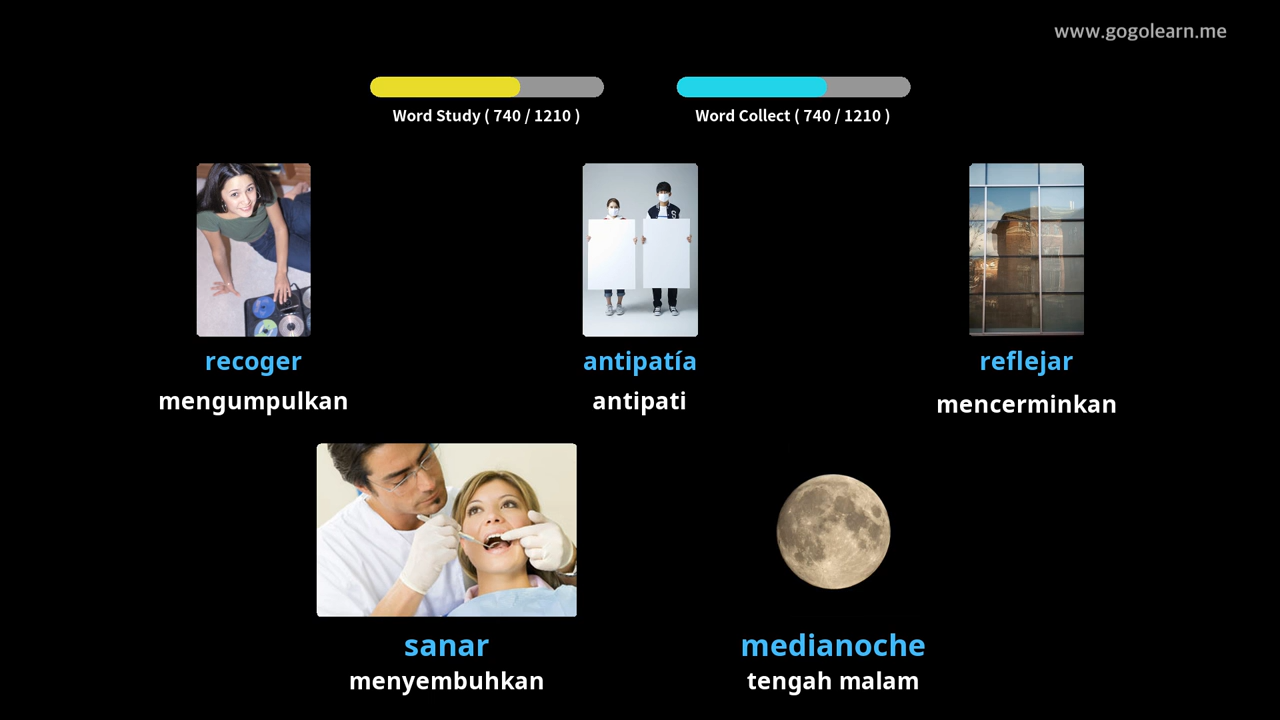 www.gogolearn.me
Word Study ( 740 / 1210 )
Word Collect ( 740 / 1210 )
recoger
mengumpulkan
antipatía
antipati
reflejar
mencerminkan
sanar
menyembuhkan
medianoche
tengah malam